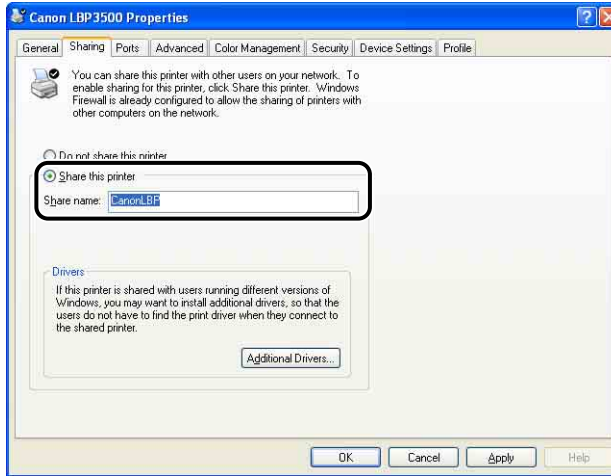 Canon LBP3500 Properties
General Sharing Ports Advanced Color Management Security Device Settings Profile
You can share this printer with other users on your network. To
enable sharing for this printer, click Share this printer. Windows
Firewall is already configured to allow the sharing of printers with
other computers on the network.
Do not share this printer
Share this printer
Share name: CanonLBP
Drivers
If this printer is shared with users running different versions of
Windows, you may want to install additional drivers, so that the
users do not have to find the print driver when they connect to
the shared printer.
Additional Drivers...
OK Cancel Apply Help